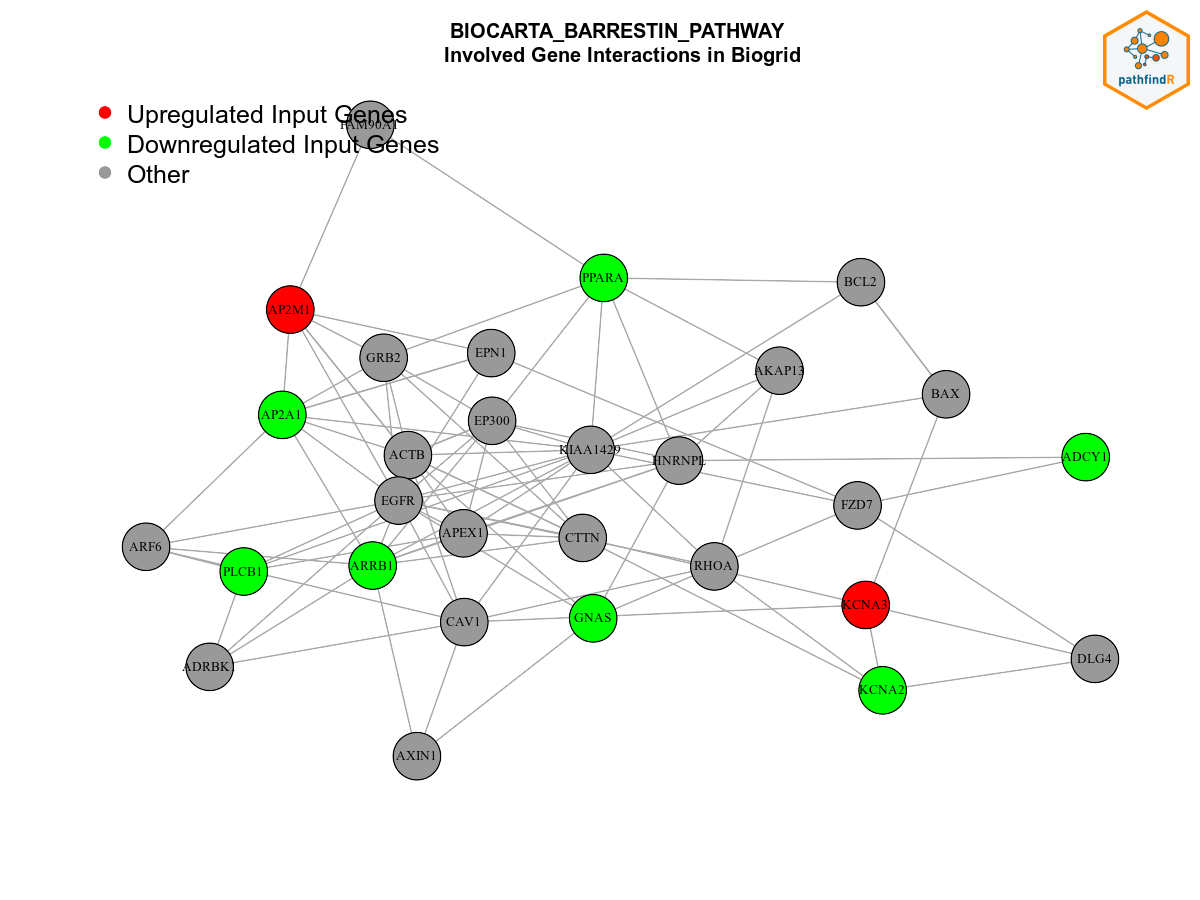 BIOCARTA_BARRESTIN_PATHWAY
Involved Gene Interactions in Biogrid
pathfindR
Upregulated Input Genes
FAM90A1
Downregulated Input Genes
Other
PPARA
BCL2
AP2M1
GRB2
EPN1
AKAP13
BAX
AP2A1
EP300
ACTB
KIAA1429
HNRNPL
ADCY1
EGFR
FZD7
APEX1
CTTN
ARF6
PLCB1
ARRB1
RHOA
KCNA3
CAV1
GNAS
ADRBK1
DLG4
KCNA2
AXIN1